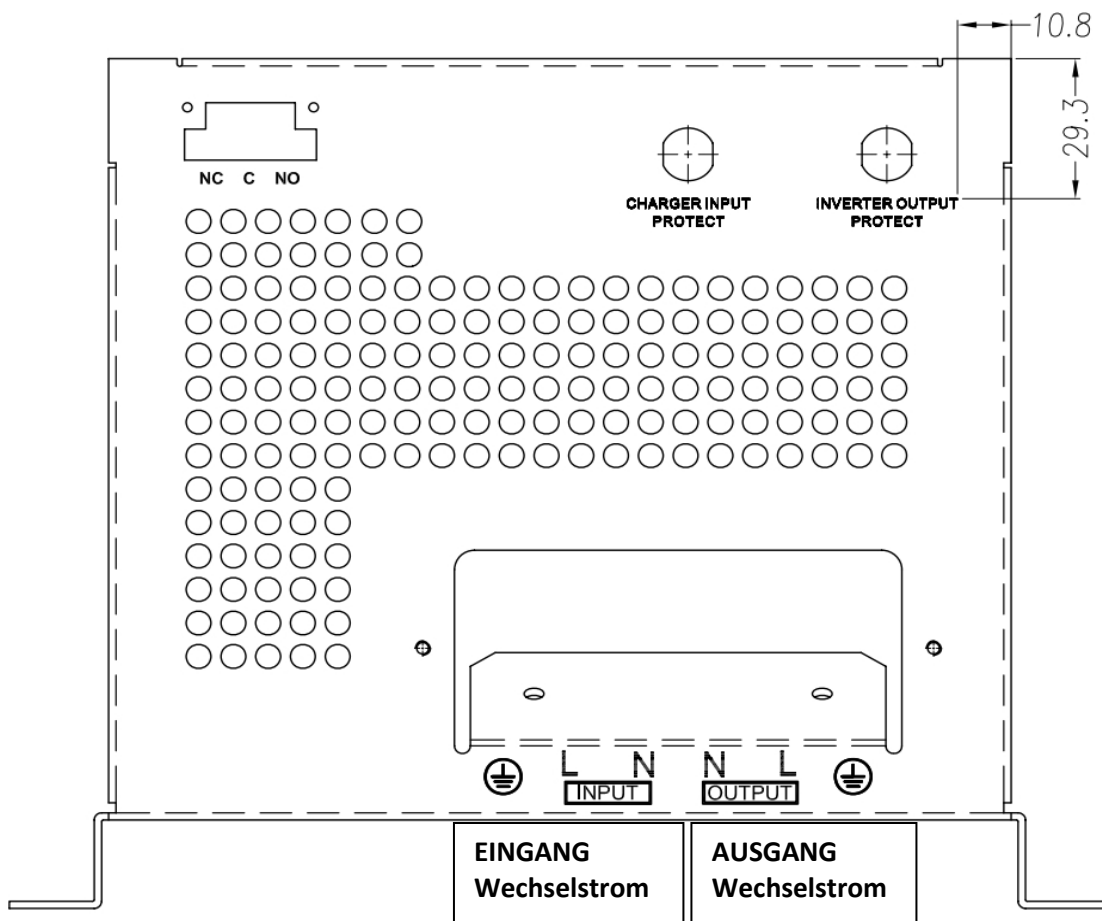 10.8
29.3
NC C NO
CHARGER INPUT
PROTECT
INVERTER OUTPUT
PROTECT
L N N L
INPUT OUTPUT
EINGANG
Wechselstrom
AUSGANG
Wechselstrom